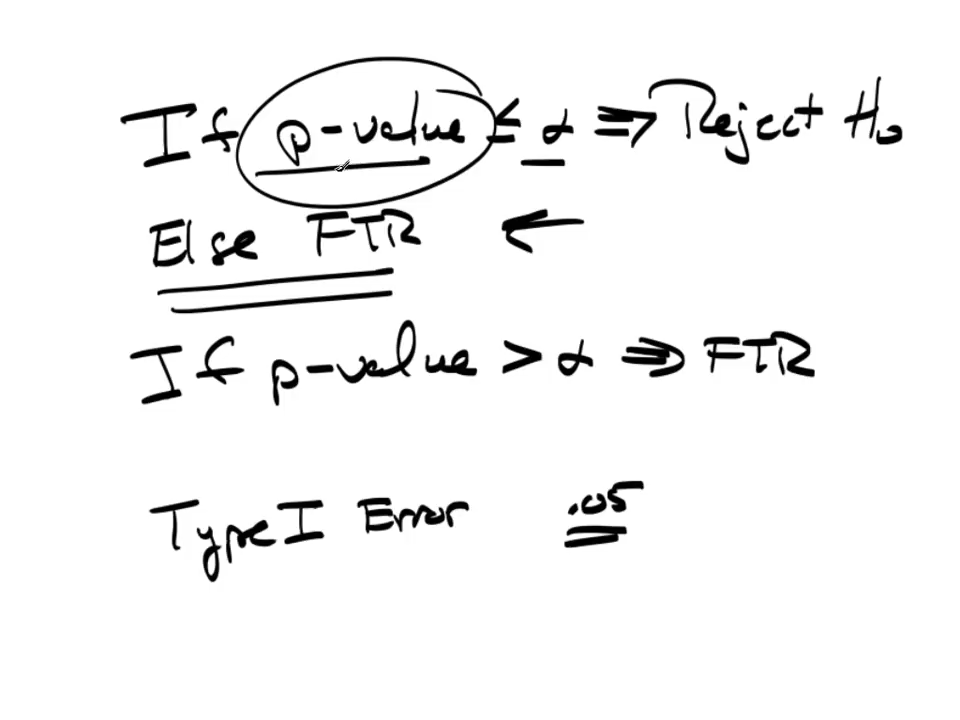 If p-value ≤ α ⇒ Reject H₀
Else FTR ←
If p-value > α ⇒ FTR
Type I Error .05